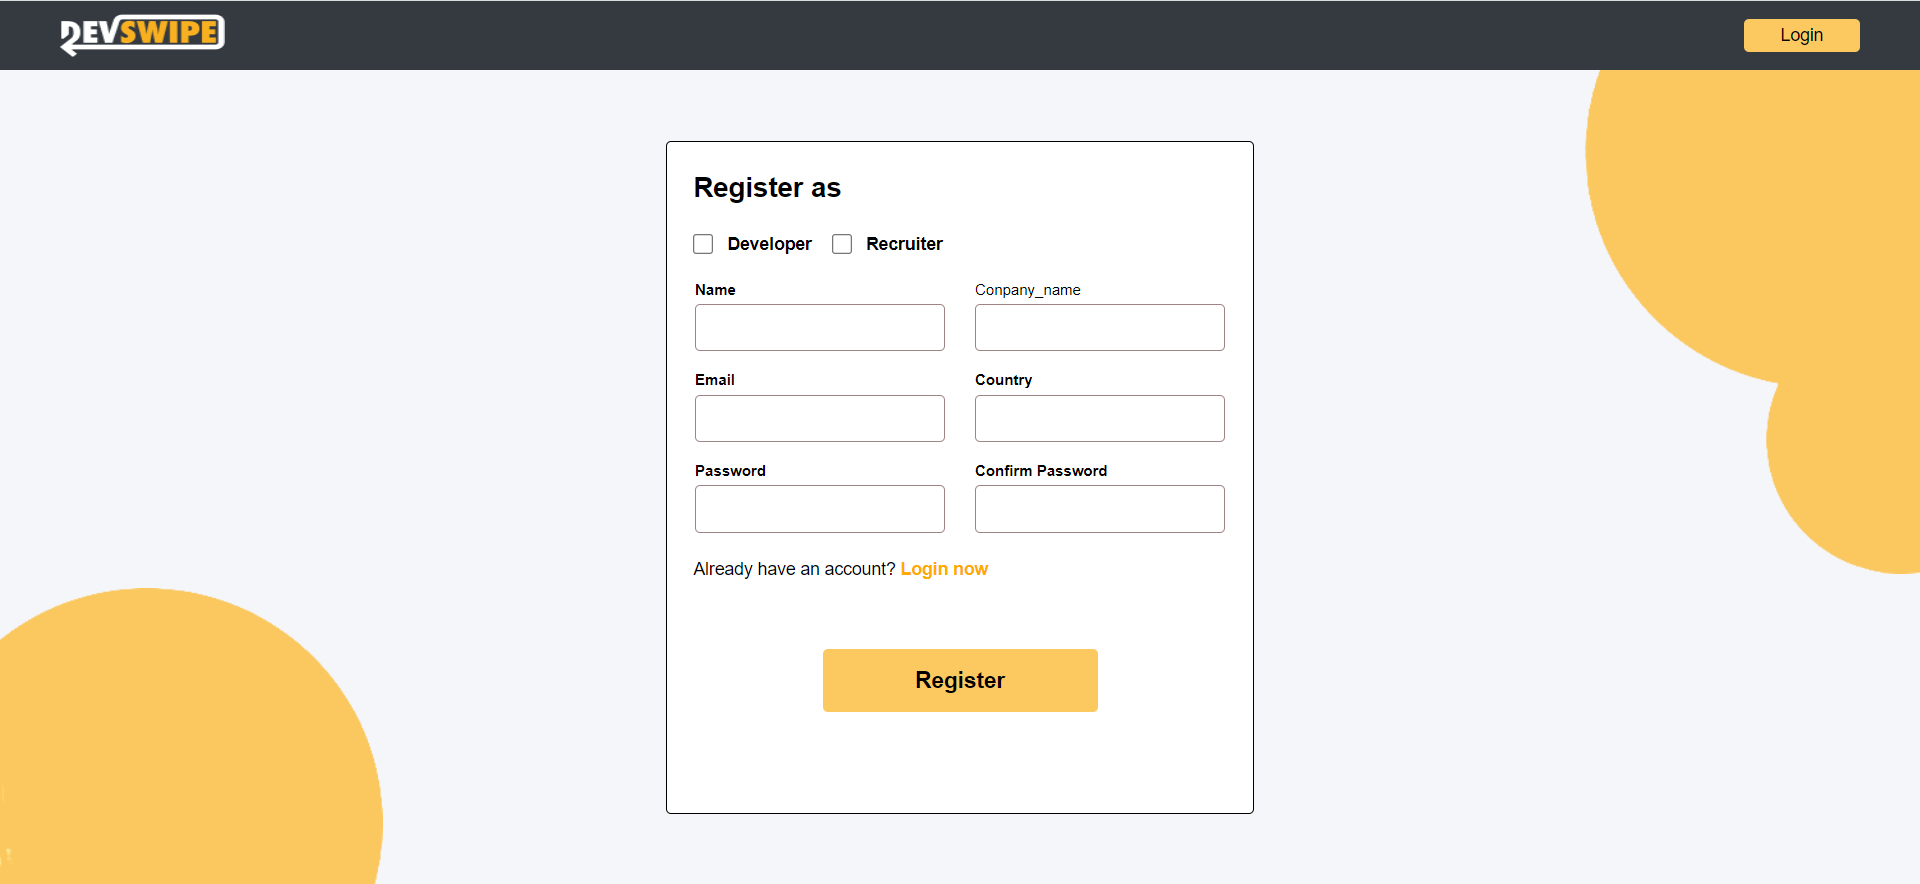 DEVSWIPE
Login
Register as
Developer Recruiter
Name Conpany_name
Email Country
Password Confirm Password
Already have an account? Login now
Register